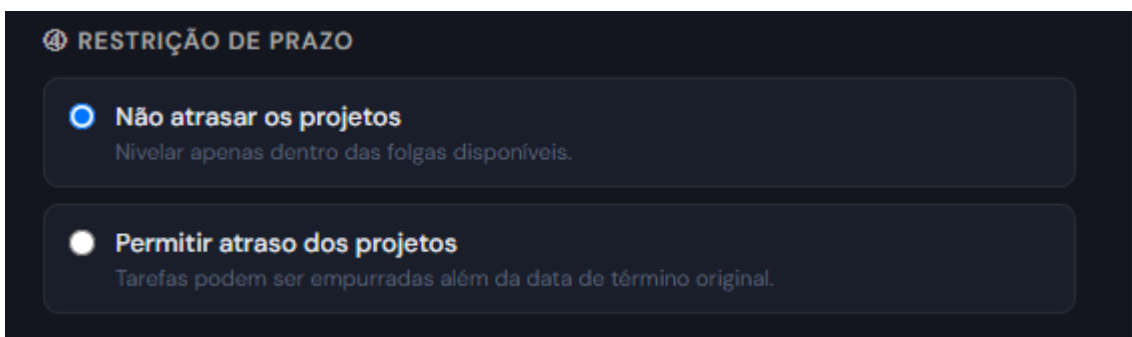 ④ RESTRIÇÃO DE PRAZO
Não atrasar os projetos
Nivelar apenas dentro das folgas disponíveis.
Permitir atraso dos projetos
Tarefas podem ser empurradas além da data de término original.